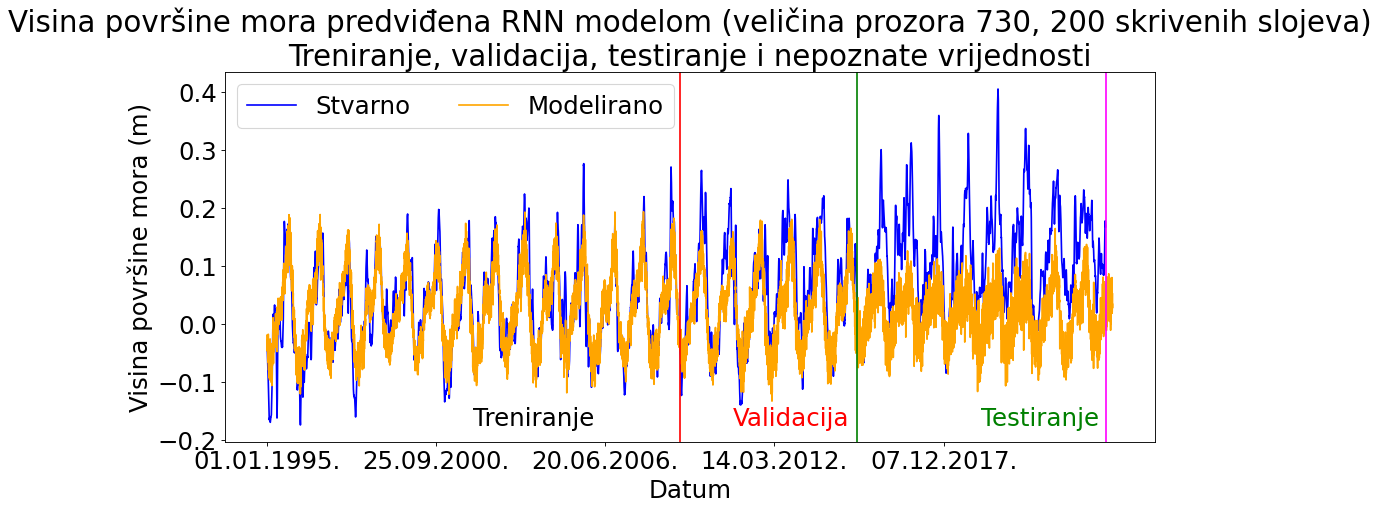 Visina površine mora predviđena RNN modelom (veličina prozora 730, 200 skrivenih slojeva)
Treniranje, validacija, testiranje i nepoznate vrijednosti
Stvarno Modelirano
Visina površine mora (m)
0.4
0.3
0.2
0.1
0.0
−0.1
−0.2
Treniranje Validacija Testiranje
01.01.1995. 25.09.2000. 20.06.2006. 14.03.2012. 07.12.2017.
Datum